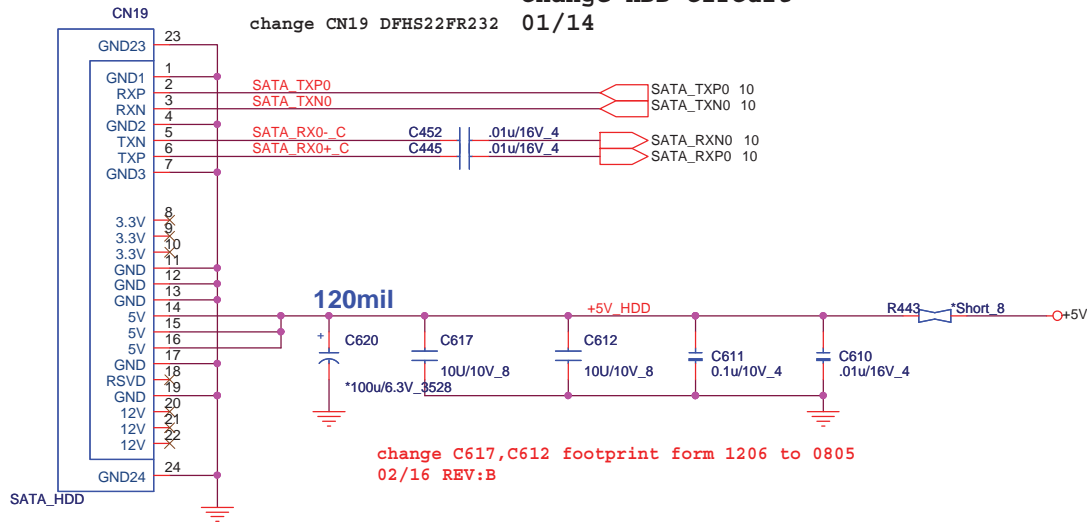 change HDD circuit
CN19
change CN19 DFHS22FR232 01/14
GND23 23
GND1 1
RXP 2 SATA_TXP0 SATA_TXP0 10
RXN 3 SATA_TXN0 SATA_TXN0 10
GND2 4
TXN 5 SATA_RX0-_C C452 .01u/16V_4 SATA_RXN0 10
TXP 6 SATA_RX0+_C C445 .01u/16V_4 SATA_RXP0 10
GND3 7
3.3V 8
3.3V 9
3.3V 10
GND 11
GND 12
GND 13
5V 14
5V 15
5V 16
GND 17
RSVD 18
GND 19
12V 20
12V 21
12V 22
GND24 24
SATA_HDD
120mil
+5V_HDD
R443 *Short_8 +5V
+ C620
*100u/6.3V_3528
C617
10U/10V_8
C612
10U/10V_8
C611
0.1u/10V_4
C610
.01u/16V_4
change C617,C612 footprint form 1206 to 0805
02/16 REV:B